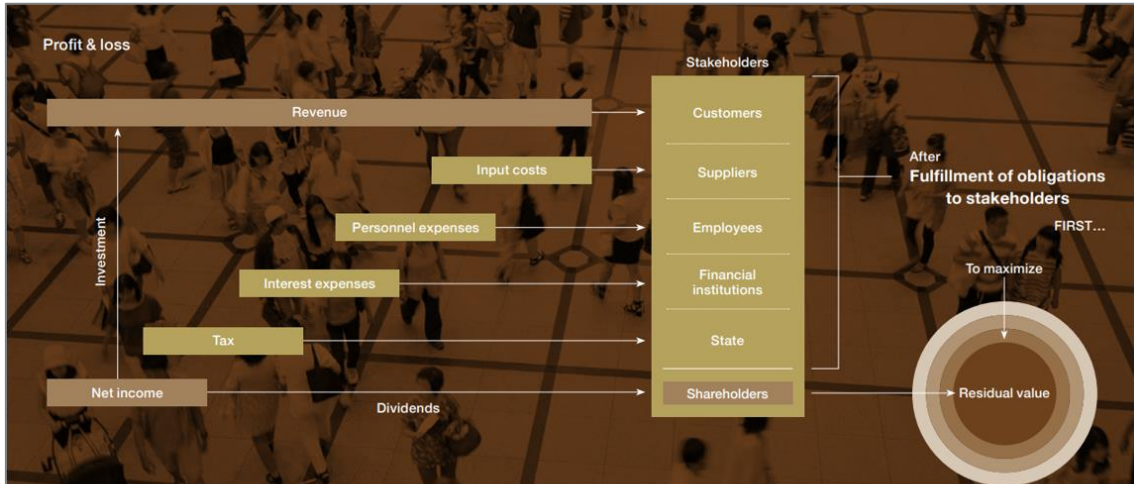 Profit & loss
Stakeholders
Revenue
Customers
Input costs
Suppliers
Personnel expenses
Employees
Interest expenses
Financial
institutions
Tax
State
Net income
Dividends
Shareholders
Investment
After
Fulfillment of obligations
to stakeholders
FIRST...
To maximize
Residual value